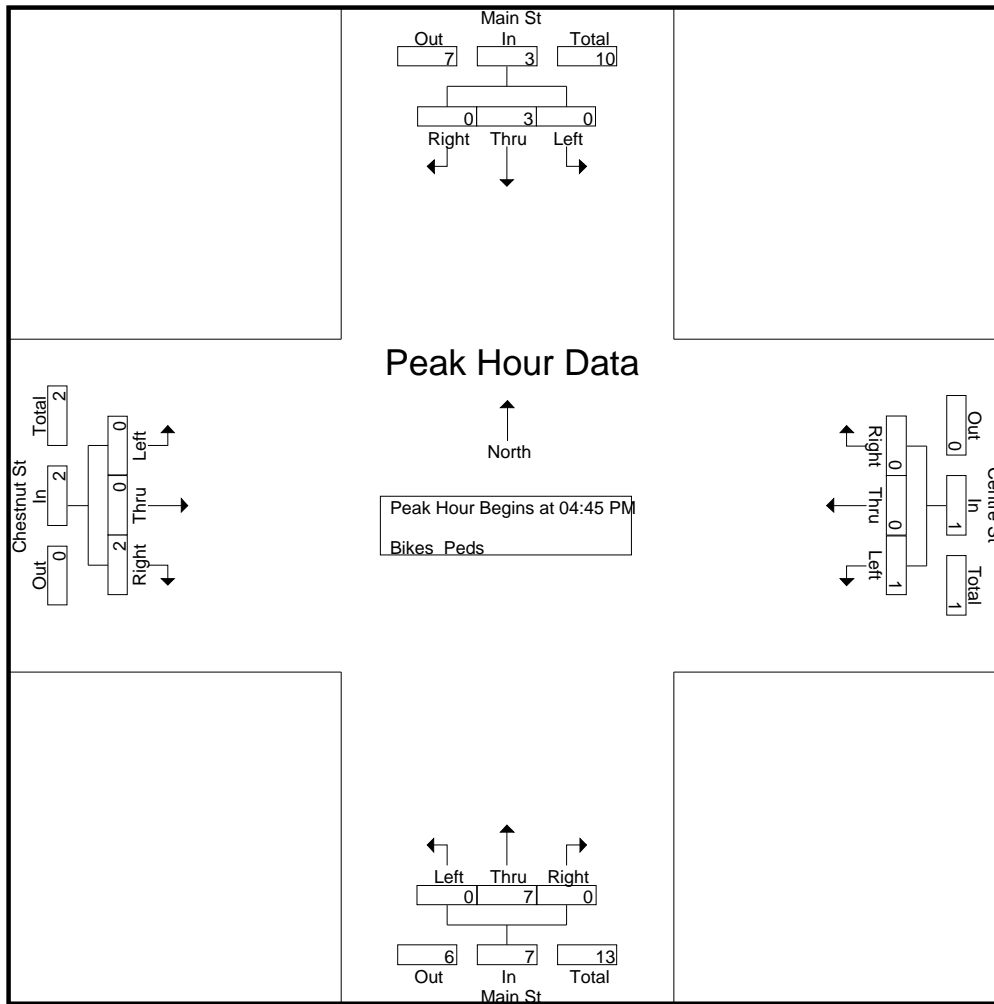 Main St
Out In Total
7 3 10
0 3 0
Right Thru Left
Peak Hour Data
North
Peak Hour Begins at 04:45 PM
Bikes Peds
Chestnut St
Total In Out
2 2 0
0 0 2
Left Thru Right
Right Thru Left
0 0 1
0 1 1
Out In Total
Centre St
Left Thru Right
0 7 0
6 7 13
Out In Total
Main St